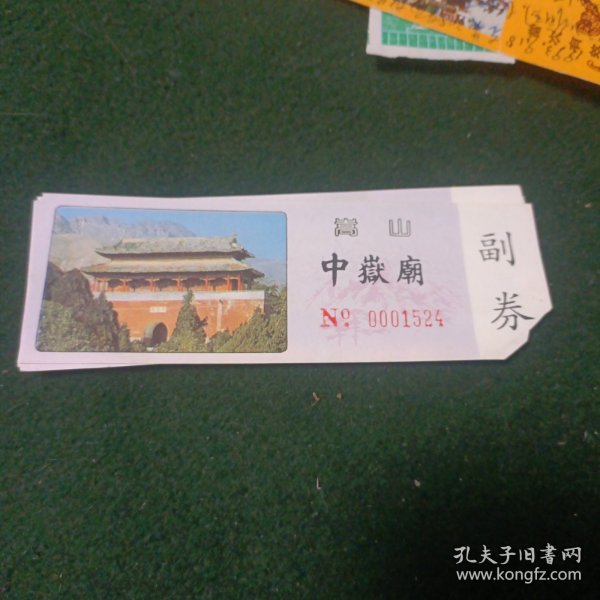 嵩山
中嶽廟
№ 0001524
副券
孔夫子旧书网
www.kongfz.com